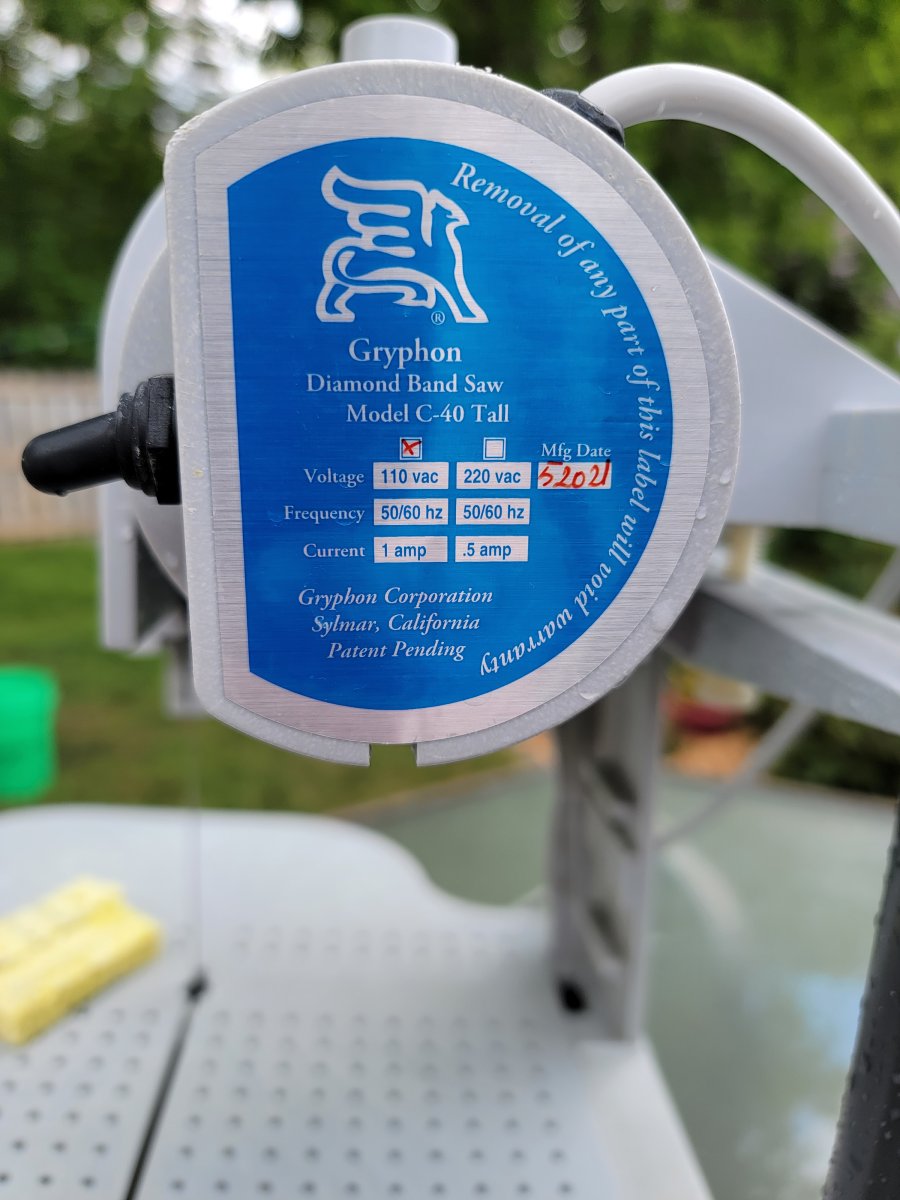 Removal of any part of this label will void warranty
®
Gryphon
Diamond Band Saw
Model C-40 Tall
Mfg Date
Voltage 110 vac 220 vac 52021
Frequency 50/60 hz 50/60 hz
Current 1 amp .5 amp
Gryphon Corporation
Sylmar, California
Patent Pending